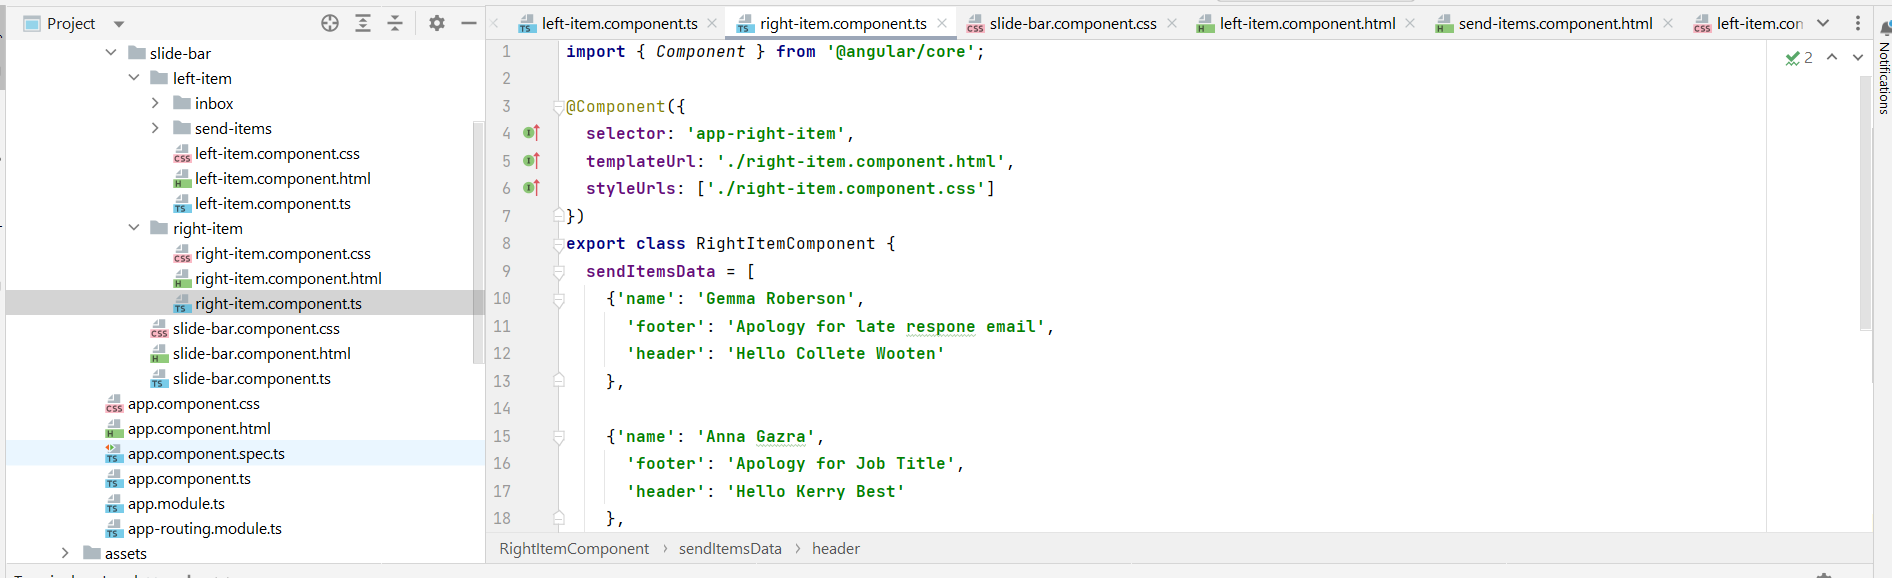 Project
slide-bar
left-item
inbox
send-items
left-item.component.css
left-item.component.html
left-item.component.ts
right-item
right-item.component.css
right-item.component.html
right-item.component.ts
slide-bar.component.css
slide-bar.component.html
slide-bar.component.ts
app.component.css
app.component.html
app.component.spec.ts
app.component.ts
app.module.ts
app-routing.module.ts
assets
left-item.component.ts
right-item.component.ts
slide-bar.component.css
left-item.component.html
send-items.component.html
left-item.con
1 import { Component } from '@angular/core';
2
3 @Component({
4 selector: 'app-right-item',
5 templateUrl: './right-item.component.html',
6 styleUrls: ['./right-item.component.css']
7 })
8 export class RightItemComponent {
9 sendItemsData = [
10 {'name': 'Gemma Roberson',
11 'footer': 'Apology for late respone email',
12 'header': 'Hello Collete Wooten'
13 },
14
15 {'name': 'Anna Gazra',
16 'footer': 'Apology for Job Title',
17 'header': 'Hello Kerry Best'
18 },
2
RightItemComponent › sendItemsData › header
Notifications